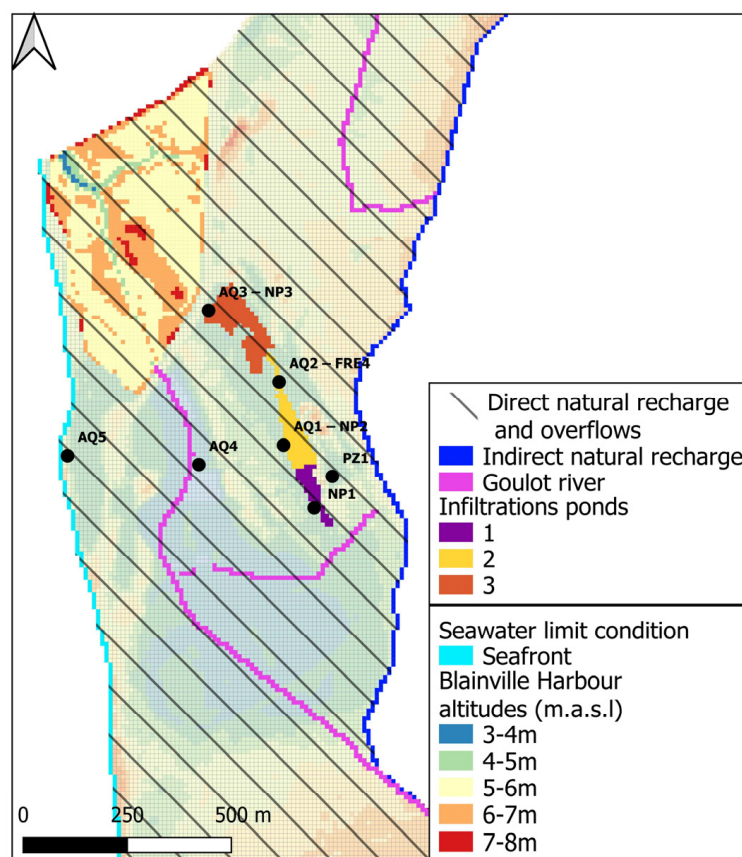 AQ3 – NP3
AQ2 – FRE4
AQ1 – NP2
AQ5
AQ4
PZ1
NP1
Direct natural recharge
and overflows
Indirect natural recharge
Goulot river
Infiltrations ponds
1
2
3
Seawater limit condition
Seafront
Blainville Harbour
altitudes (m.a.s.l)
3-4m
4-5m
5-6m
6-7m
7-8m
0 250 500 m